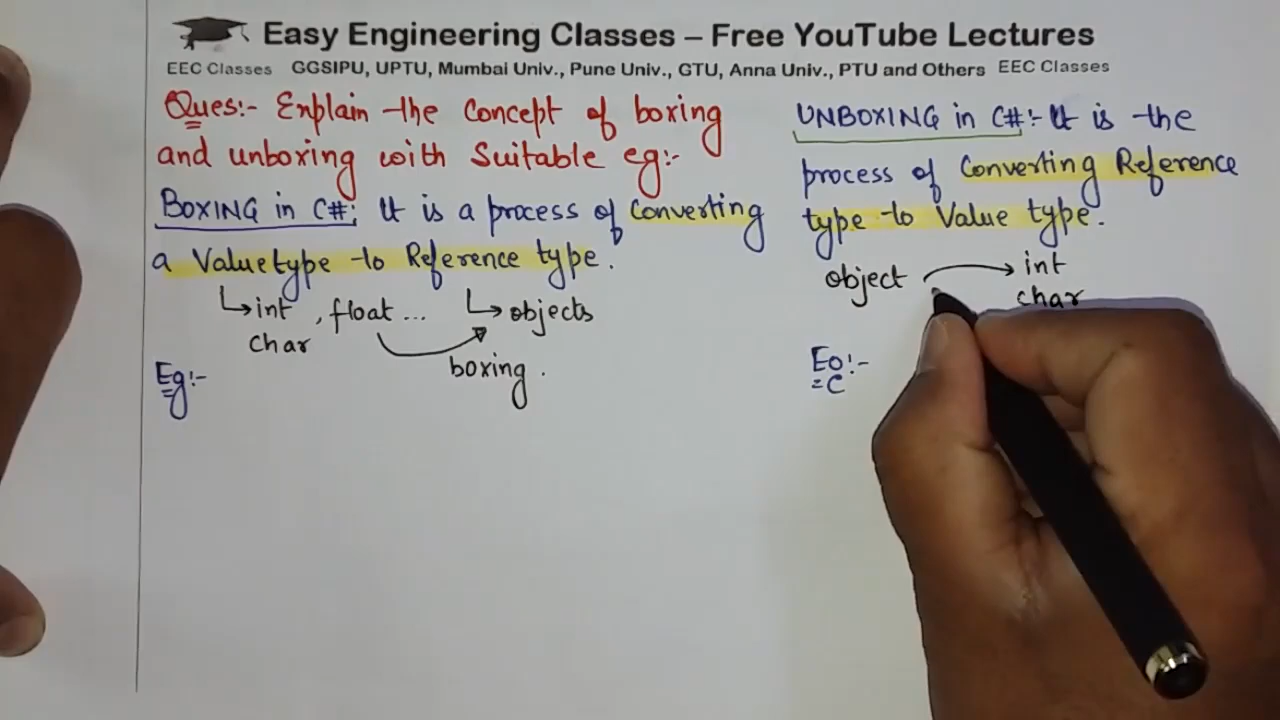 Easy Engineering Classes – Free YouTube Lectures
EEC Classes GGSIPU, UPTU, Mumbai Univ., Pune Univ., GTU, Anna Univ., PTU and Others EEC Classes
Ques:- Explain the Concept of boxing
and unboxing with Suitable eg:-
BOXING in C#: It is a process of Converting
a Valuetype to Reference type.
int, float ... objects
char
boxing.
Eg:-
UNBOXING in C#:- It is the
process of Converting Reference
type to Value type.
object int
char